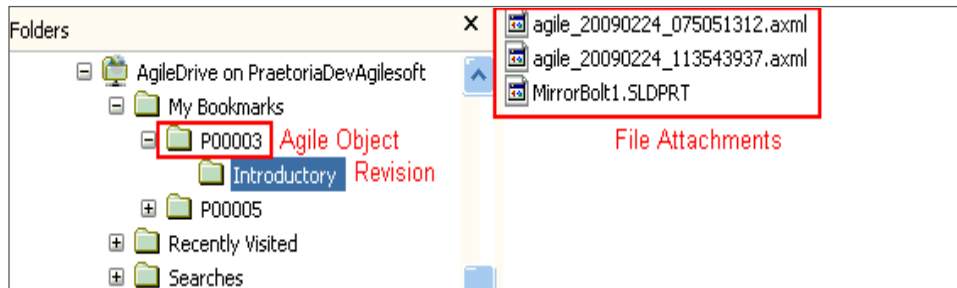 Folders
AgileDrive on PraetoriaDevAgilesoft
My Bookmarks
P00003 Agile Object
Introductory Revision
P00005
Recently Visited
Searches
agile_20090224_075051312.axml
agile_20090224_113543937.axml
MirrorBolt1.SLDPRT
File Attachments